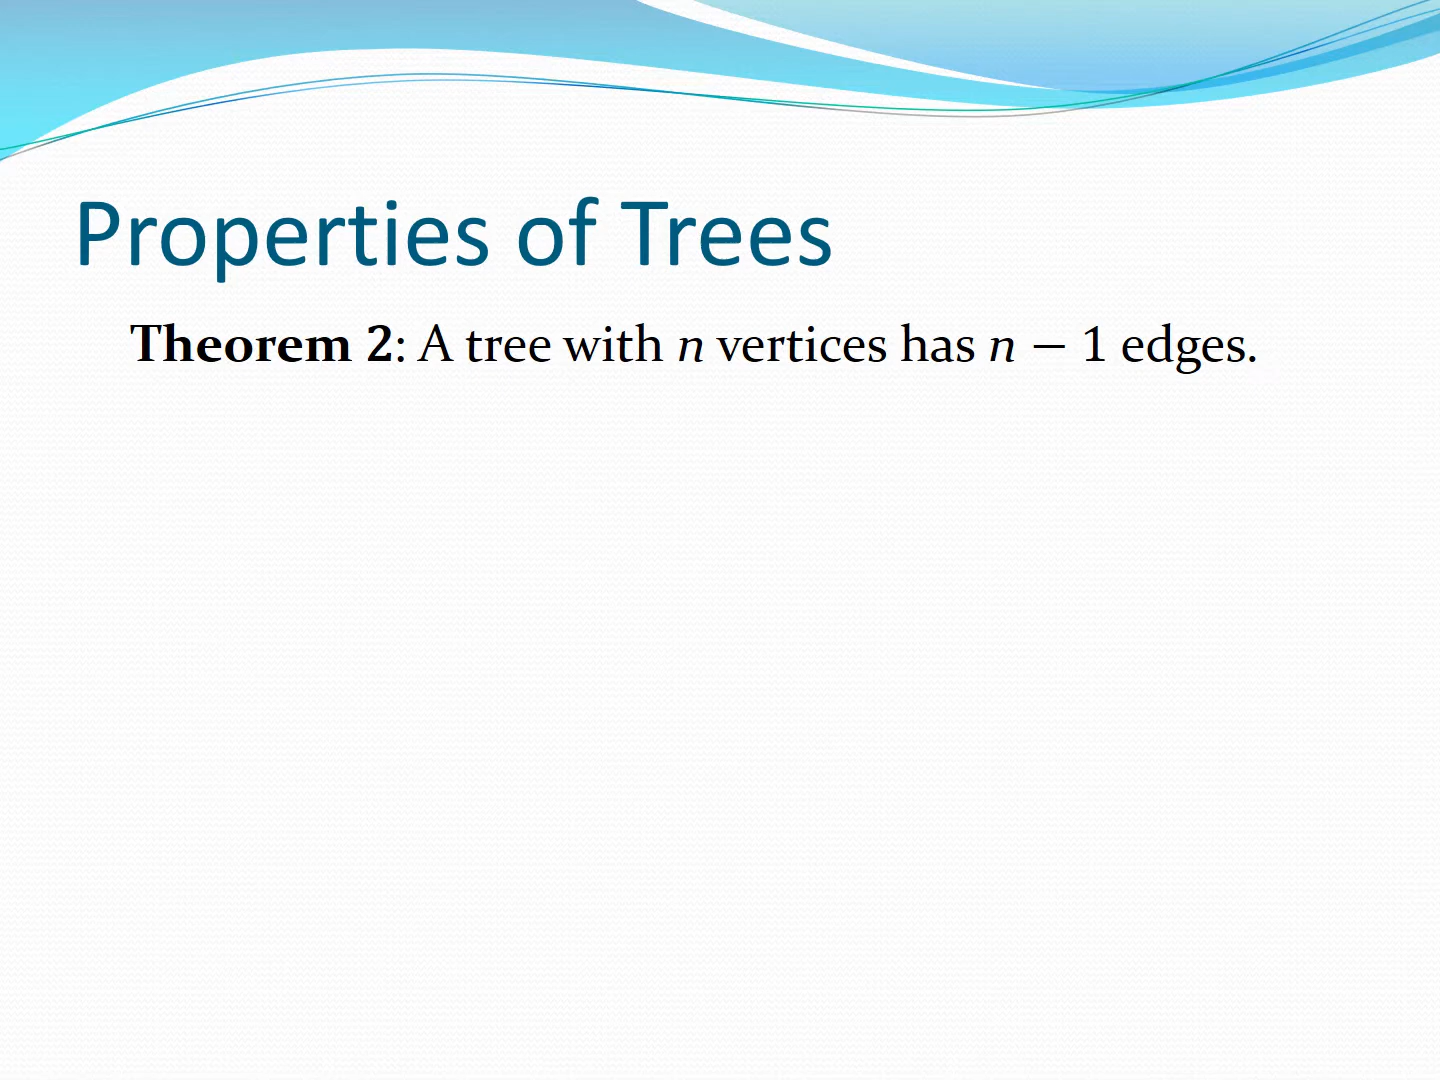 Properties of Trees
Theorem 2: A tree with n vertices has n − 1 edges.